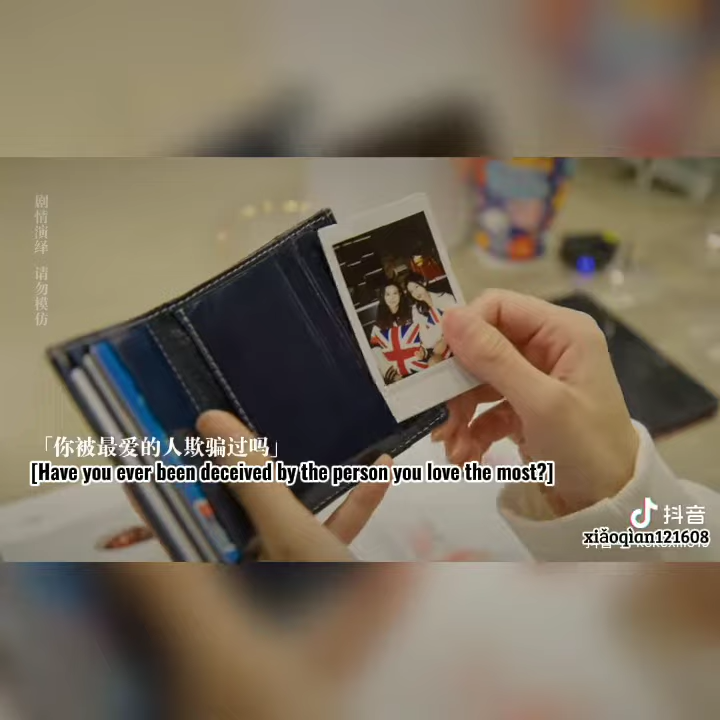 剧情演绎 请勿模仿
「你被最爱的人欺骗过吗」
[Have you ever been deceived by the person you love the most?]
抖音
xiǎoqìan121608